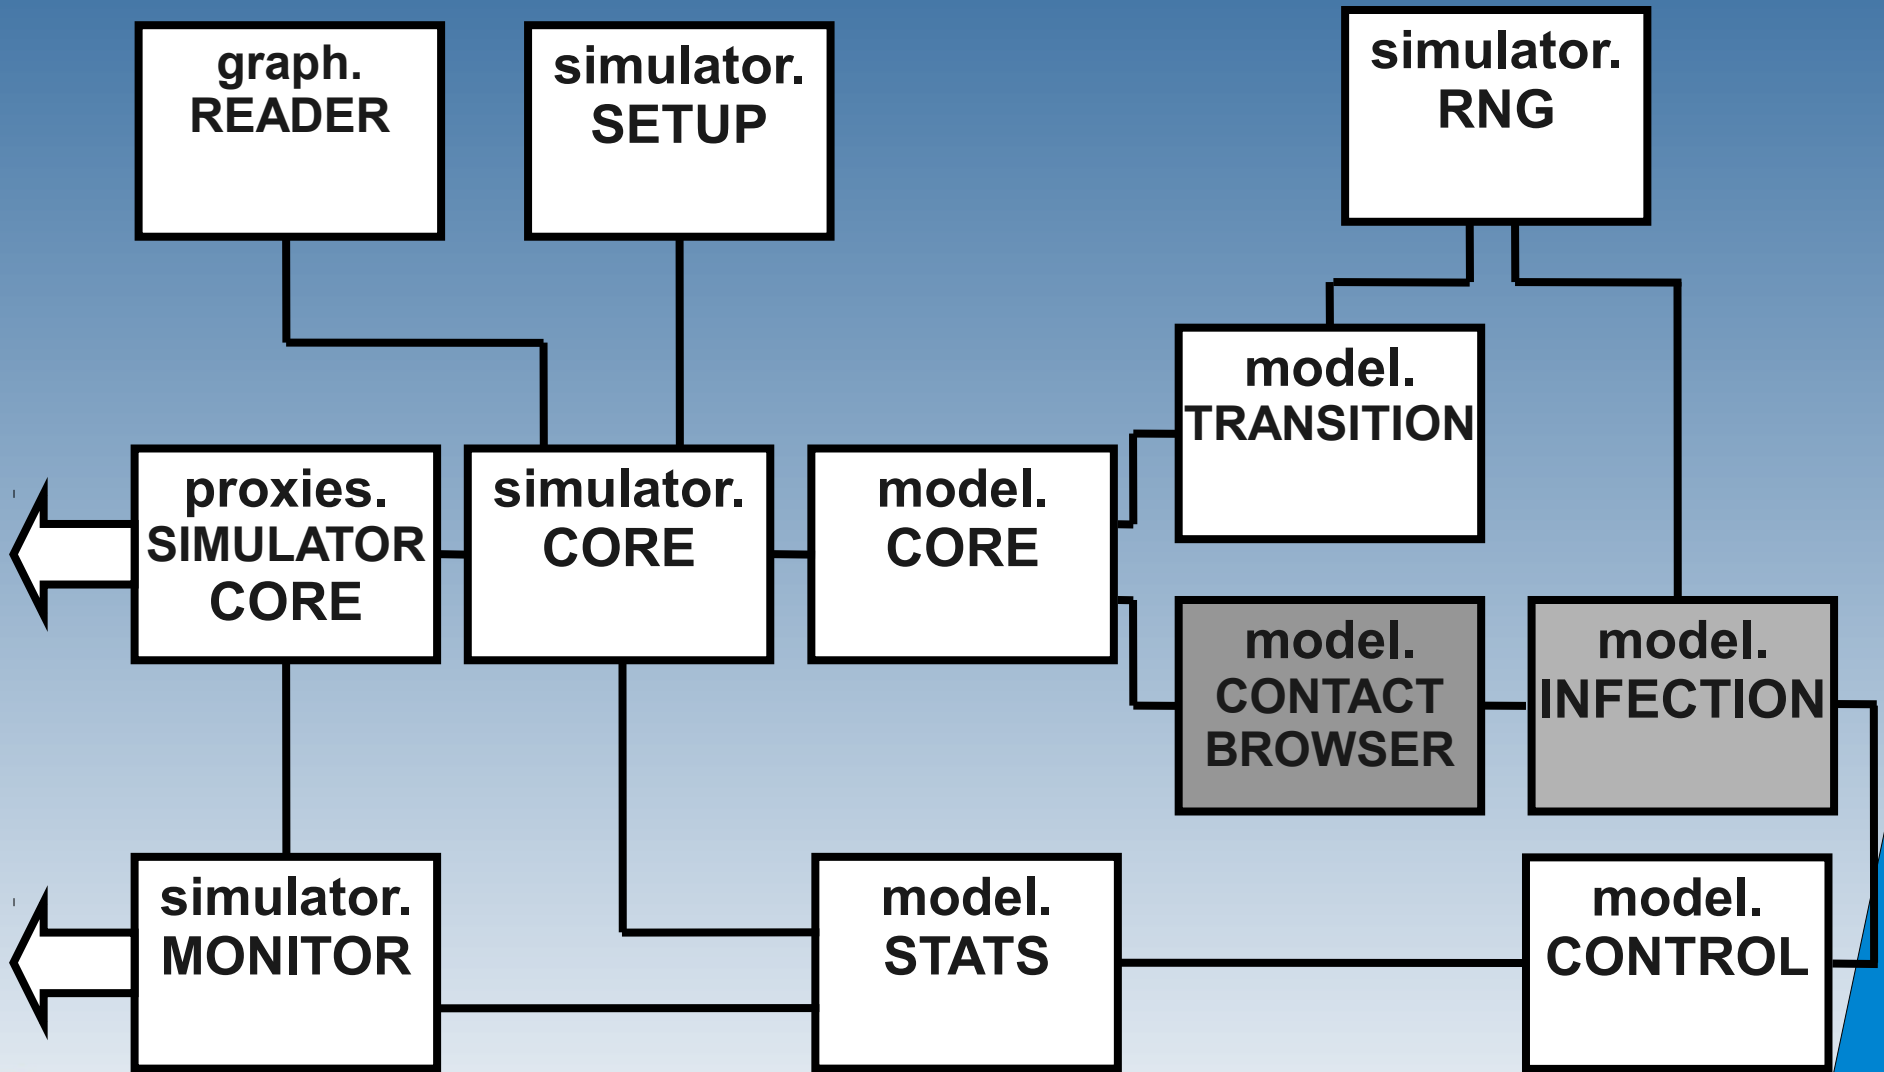 graph.
READER
simulator.
SETUP
simulator.
RNG
model.
TRANSITION
proxies.
SIMULATOR
CORE
simulator.
CORE
model.
CORE
model.
CONTACT
BROWSER
model.
INFECTION
simulator.
MONITOR
model.
STATS
model.
CONTROL